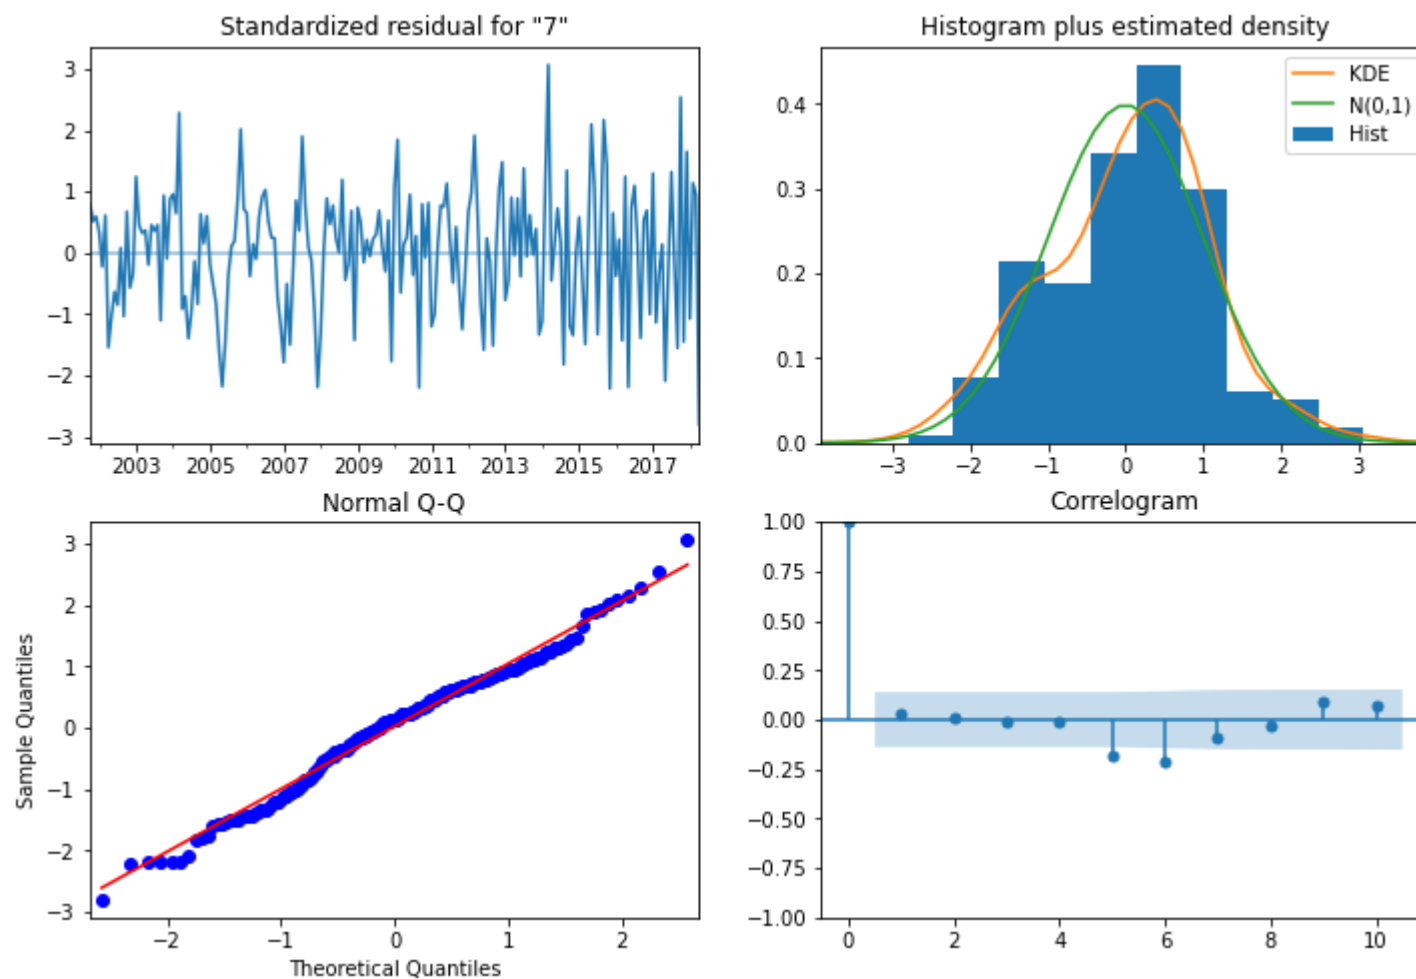 Standardized residual for "7"
3
2
1
0
−1
−2
−3
2003 2005 2007 2009 2011 2013 2015 2017
Histogram plus estimated density
KDE
N(0,1)
Hist
0.4
0.3
0.2
0.1
0.0
−3 −2 −1 0 1 2 3
Normal Q-Q
Sample Quantiles
3
2
1
0
−1
−2
−3
−2 −1 0 1 2
Theoretical Quantiles
Correlogram
1.00
0.75
0.50
0.25
0.00
−0.25
−0.50
−0.75
−1.00
0 2 4 6 8 10